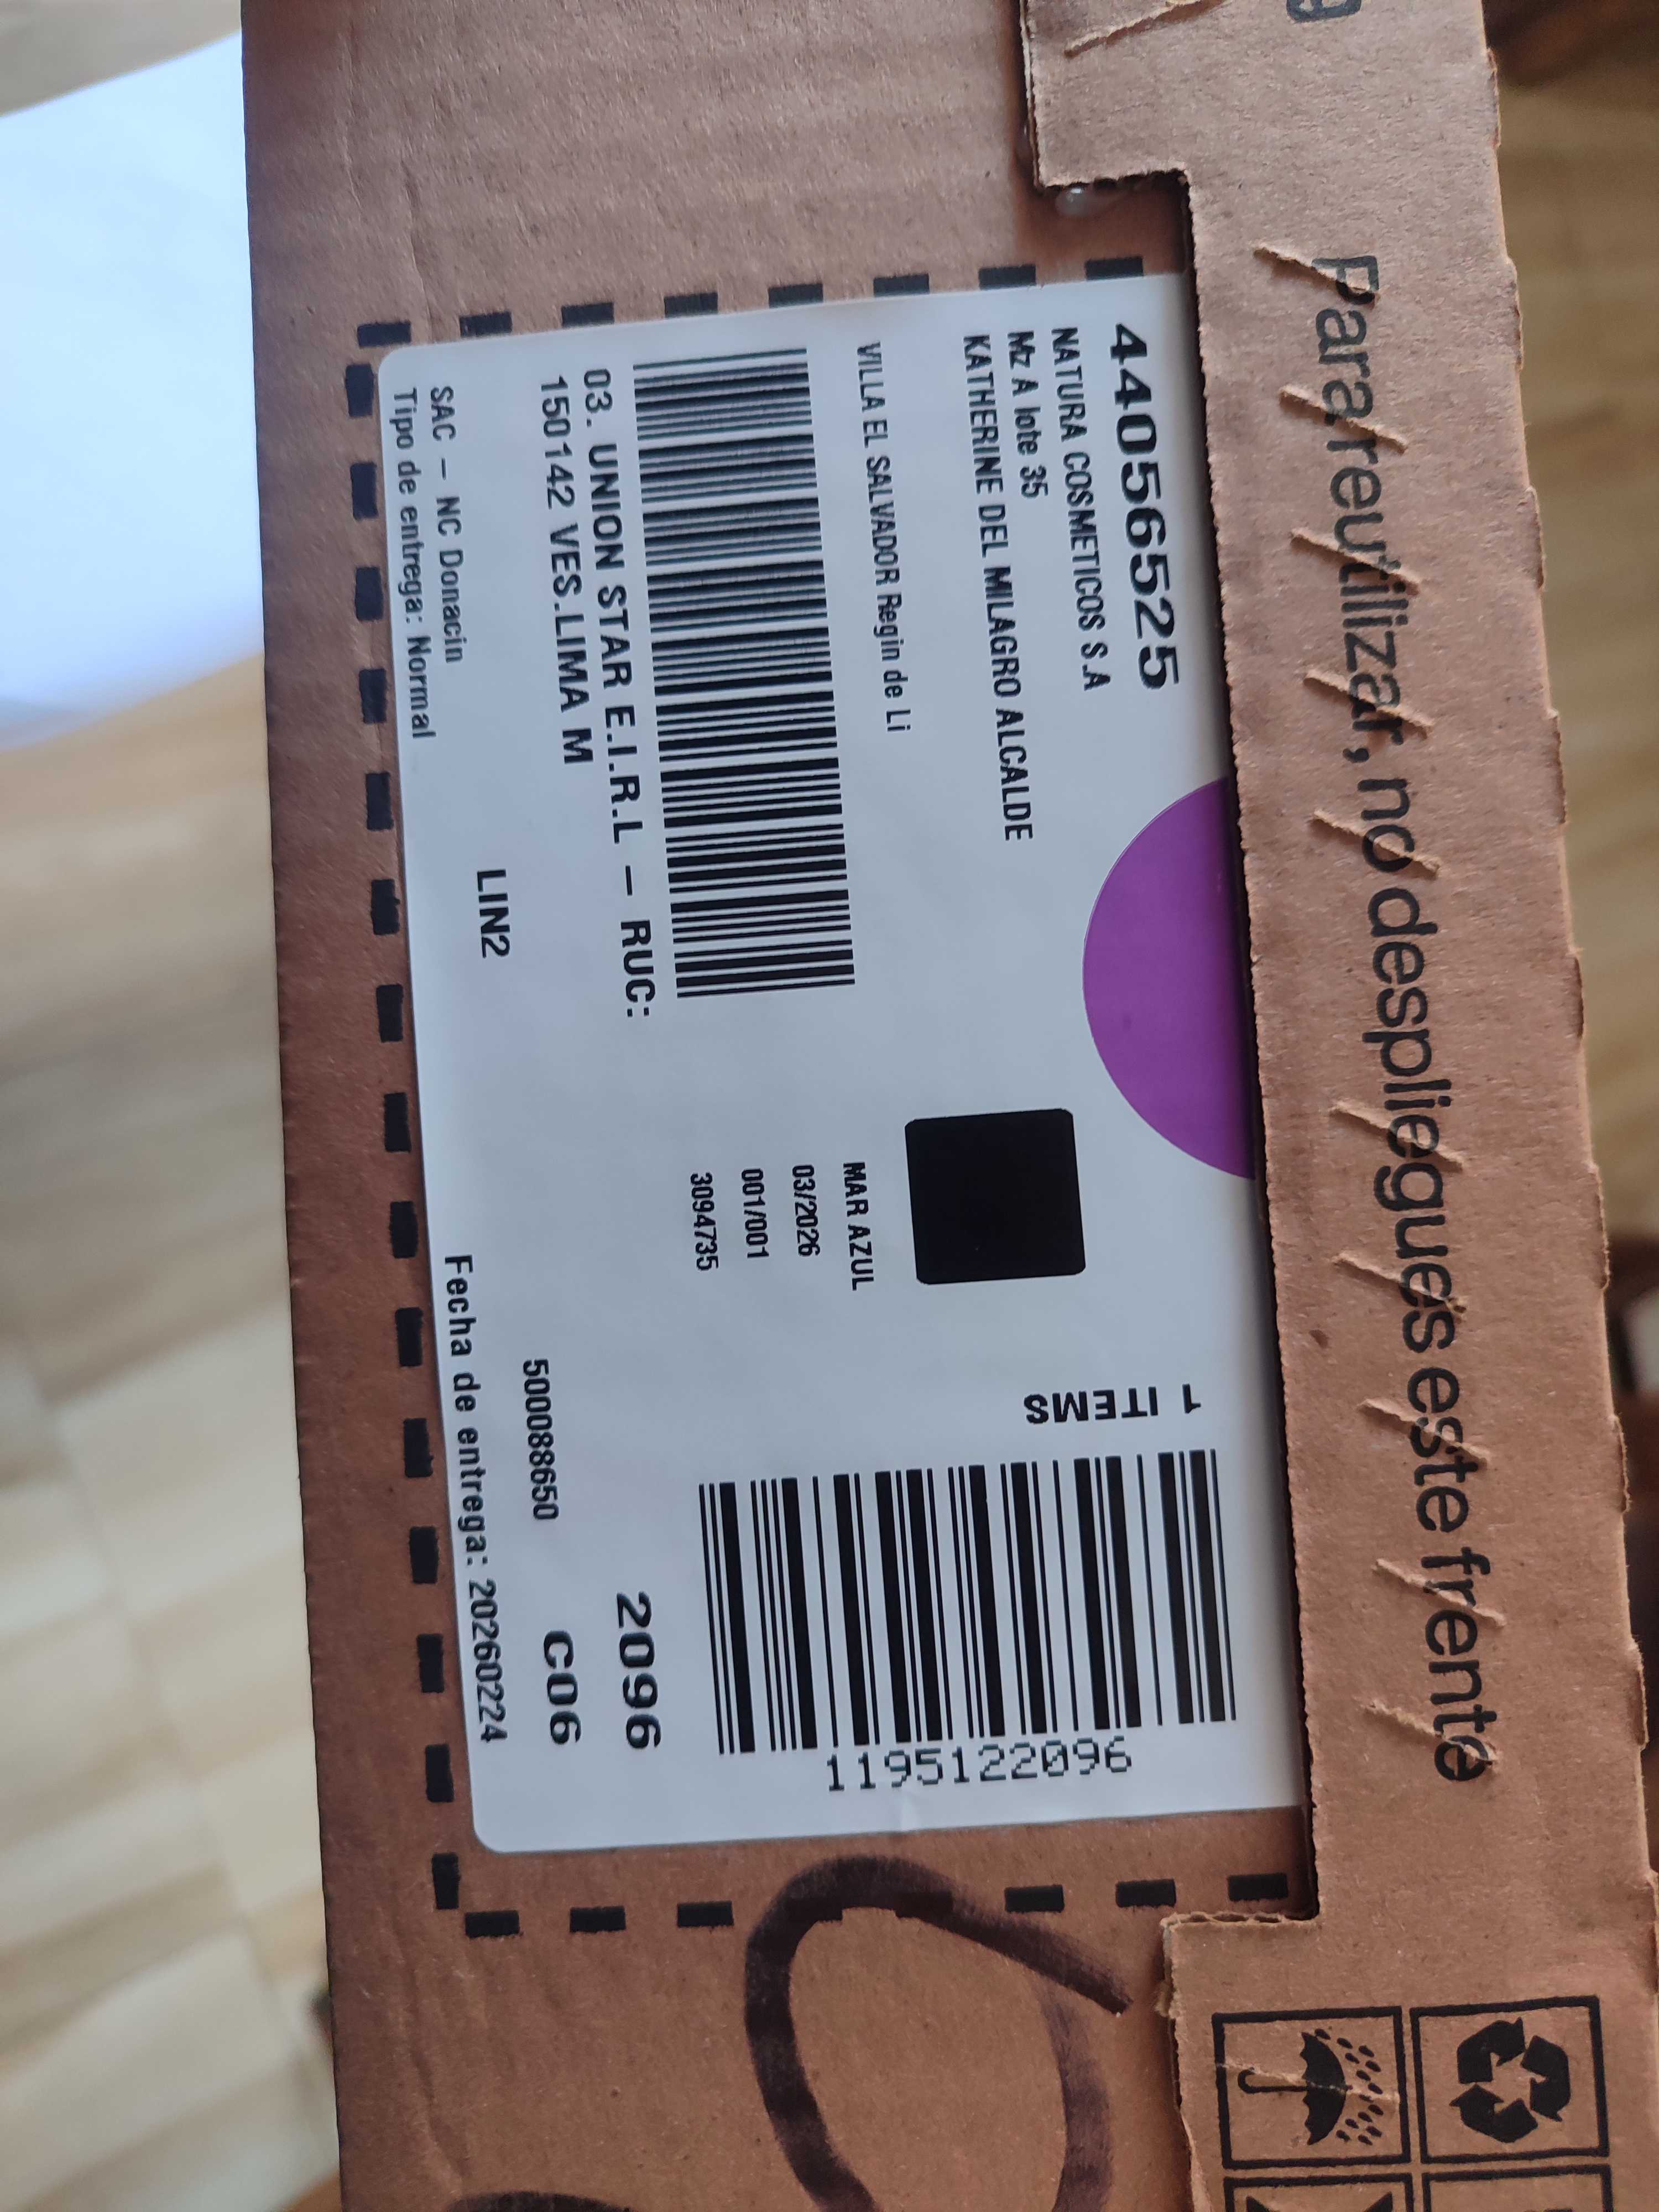 Para reutilizar, no despliegues este frente
44056525
NATURA COSMETICOS S.A
Mz A lote 35
KATHERINE DEL MILAGRO ALCALDE
VILLA EL SALVADOR Regin de Li
03. UNION STAR E.I.R.L - RUC:
150142 VES.LIMA M
SAC - NC Donacin
Tipo de entrega: Normal
LIN2
MAR AZUL
03/2026
001/001
3094735
1 ITEMS
1195122096
2096
C06
500088650
Fecha de entrega: 20260224